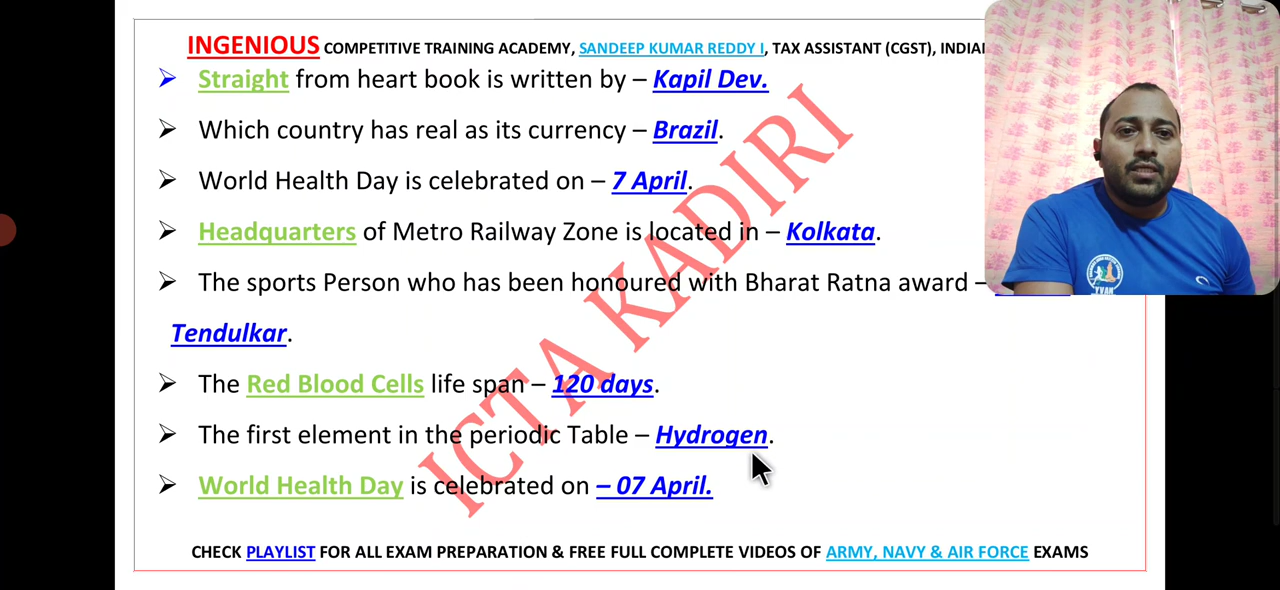 INGENIOUS COMPETITIVE TRAINING ACADEMY, SANDEEP KUMAR REDDY I, TAX ASSISTANT (CGST), INDIAN
➢ Straight from heart book is written by – Kapil Dev.
➢ Which country has real as its currency – Brazil.
➢ World Health Day is celebrated on – 7 April.
➢ Headquarters of Metro Railway Zone is located in – Kolkata.
➢ The sports Person who has been honoured with Bharat Ratna award –
Tendulkar.
➢ The Red Blood Cells life span – 120 days.
➢ The first element in the periodic Table – Hydrogen.
➢ World Health Day is celebrated on – 07 April.
CHECK PLAYLIST FOR ALL EXAM PREPARATION & FREE FULL COMPLETE VIDEOS OF ARMY, NAVY & AIR FORCE EXAMS
ICTA KADIRI
YVAN